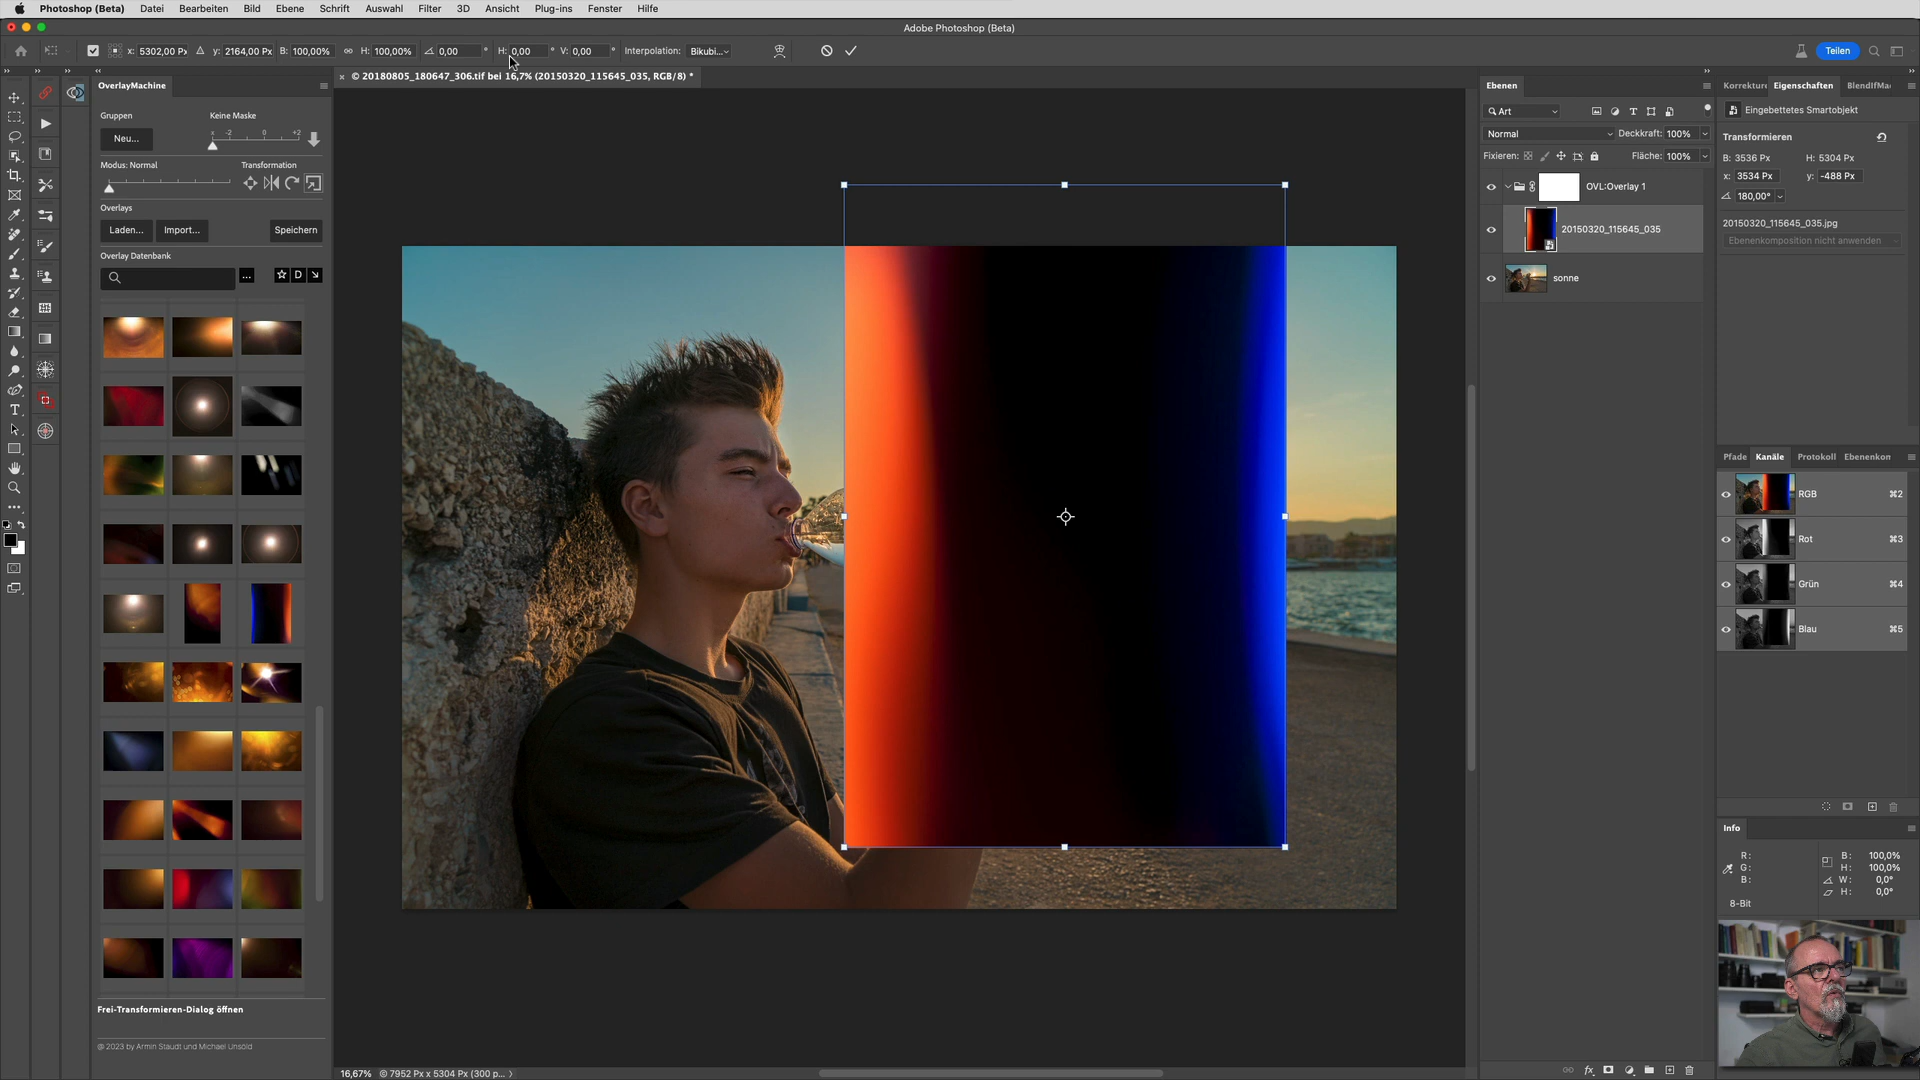 Photoshop (Beta) Datei Bearbeiten Bild Ebene Schrift Auswahl Filter 3D Ansicht Plug-ins Fenster Hilfe
Adobe Photoshop (Beta)
x: 5302,00 Px y: 2164,00 Px B: 100,00% H: 100,00% 0,00 ° H: 0,00 ° V: 0,00 ° Interpolation: Bikubi... Teilen
OverlayMachine
× © 20180805_180647_306.tif bei 16,7% (20150320_115645_035, RGB/8) *
Gruppen Keine Maske
Neu...
x -2 0 +2
Modus: Normal Transformation
Overlays
Laden... Import... Speichern
Overlay Datenbank
... D
Frei-Transformieren-Dialog öffnen
@ 2023 by Armin Staudt und Michael Unsöld
16,67% © 7952 Px x 5304 Px (300 p...
Ebenen
Art
Normal Deckkraft: 100%
Fixieren: Fläche: 100%
OVL:Overlay 1
20150320_115645_035
sonne
fx
Korrekture Eigenschaften BlendIfMa
Eingebettetes Smartobjekt
Transformieren
B: 3536 Px H: 5304 Px
x: 3534 Px y: -488 Px
180,00°
20150320_115645_035.jpg
Ebenenkomposition nicht anwenden
Pfade Kanäle Protokoll Ebenenkon
RGB ⌘2
Rot ⌘3
Grün ⌘4
Blau ⌘5
Info
R: B: 100,0%
G: H: 100,0%
B: W: 0,0°
H: 0,0°
8-Bit